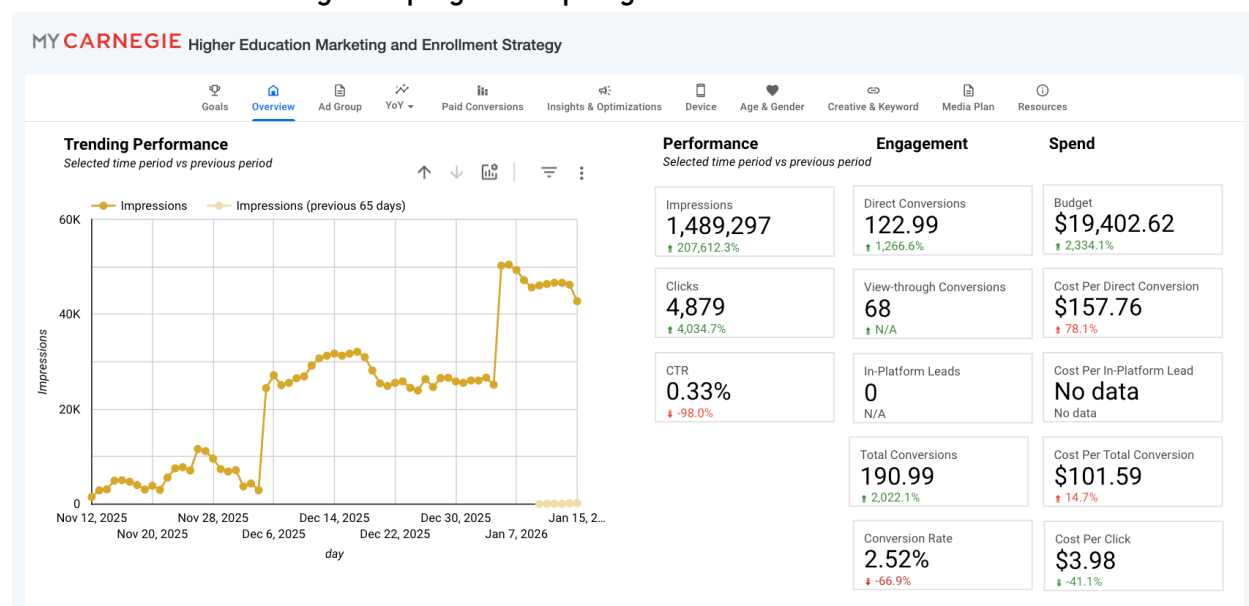 MY CARNEGIE Higher Education Marketing and Enrollment Strategy
Goals
Overview
Ad Group
YoY
Paid Conversions
Insights & Optimizations
Device
Age & Gender
Creative & Keyword
Media Plan
Resources
Trending Performance
Selected time period vs previous period
Impressions
Impressions (previous 65 days)
60K
40K
20K
0
Impressions
Nov 12, 2025
Nov 20, 2025
Nov 28, 2025
Dec 6, 2025
Dec 14, 2025
Dec 22, 2025
Dec 30, 2025
Jan 7, 2026
Jan 15, 2...
day
Performance
Selected time period vs previous period
Impressions
1,489,297
207,612.3%
Clicks
4,879
4,034.7%
CTR
0.33%
-98.0%
Engagement
Direct Conversions
122.99
1,266.6%
View-through Conversions
68
N/A
In-Platform Leads
0
N/A
Total Conversions
190.99
2,022.1%
Conversion Rate
2.52%
-66.9%
Spend
Budget
$19,402.62
2,334.1%
Cost Per Direct Conversion
$157.76
78.1%
Cost Per In-Platform Lead
No data
No data
Cost Per Total Conversion
$101.59
14.7%
Cost Per Click
$3.98
-41.1%